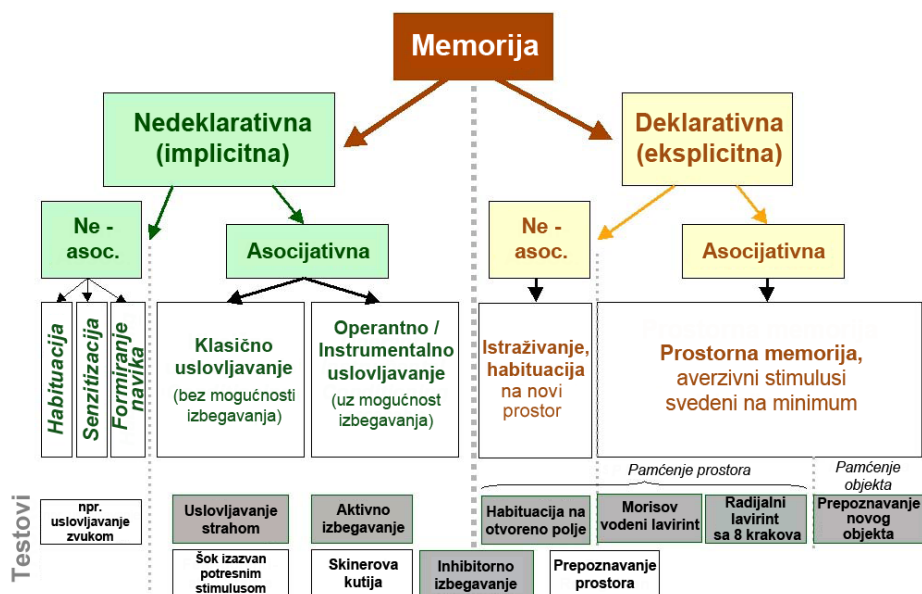 Memorija
Nedeklarativna
(implicitna)
Deklarativna
(eksplicitna)
Ne -
asoc.
Asocijativna
Ne -
asoc.
Asocijativna
Habituacija
Senzitizacija
Formiranje
navika
Klasično
uslovljavanje
(bez mogućnosti
izbegavanja)
Operantno /
Instrumentalno
uslovljavanje
(uz mogućnost
izbegavanja)
Istraživanje,
habituacija
na novi
prostor
Prostorna memorija,
averzivni stimulusi
svedeni na minimum
Pamćenje prostora
Pamćenje
objekta
Testovi
npr.
uslovljavanje
zvukom
Uslovljavanje
strahom
Aktivno
izbegavanje
Habituacija na
otvoreno polje
Morisov
vodeni lavirint
Radijalni
lavirint
sa 8 krakova
Prepoznavanje
novog
objekta
Šok izazvan
potresnim
stimulusom
Skinerova
kutija
Inhibitorno
izbegavanje
Prepoznavanje
prostora